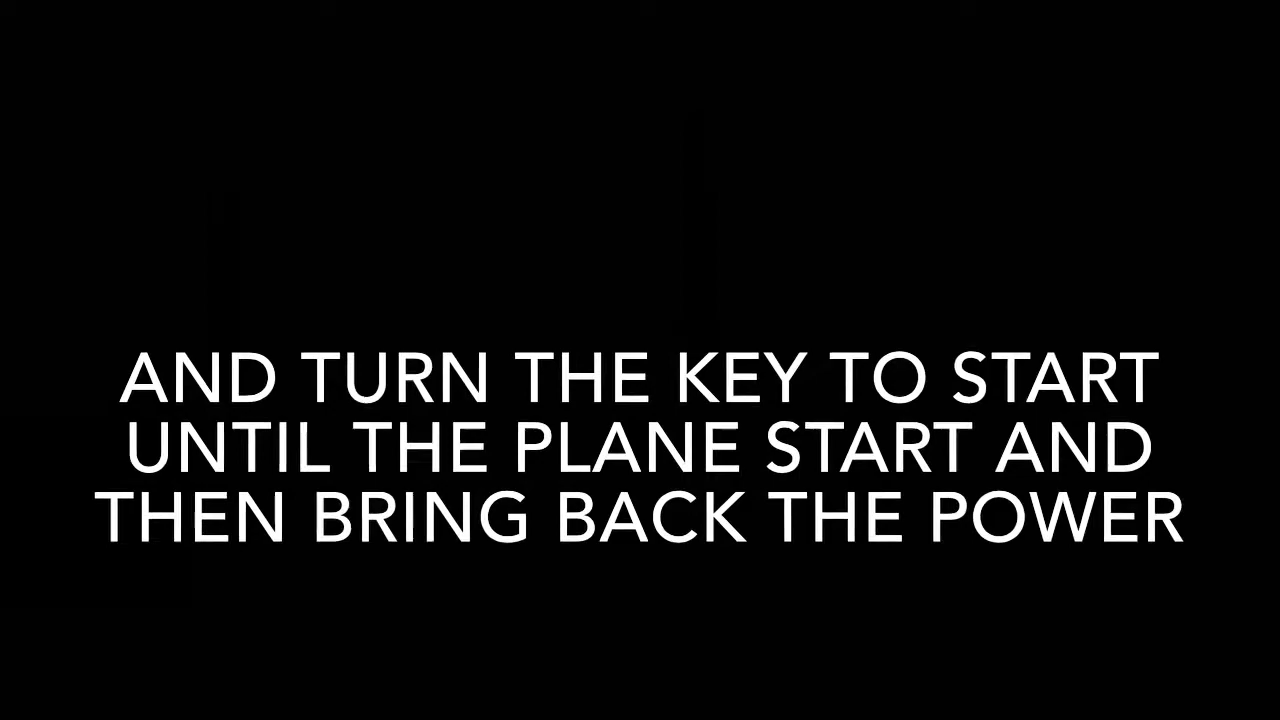 AND TURN THE KEY TO START
UNTIL THE PLANE START AND
THEN BRING BACK THE POWER